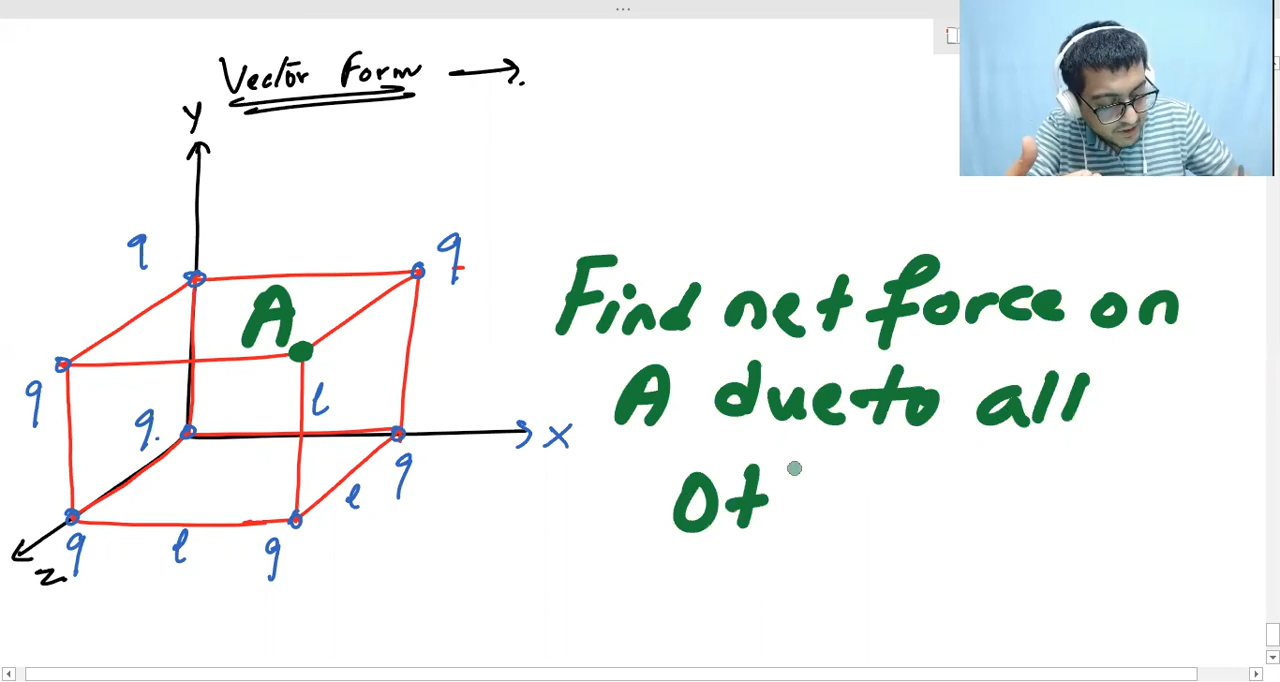 Vector form
Y
q
q
A
Find net force on
q
l
A due to all
q
X
q
l
Ot
Z
q
l
q